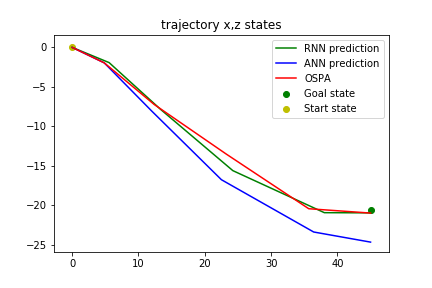 trajectory x,z states
RNN prediction
ANN prediction
OSPA
Goal state
Start state
0
−5
−10
−15
−20
−25
0
10
20
30
40